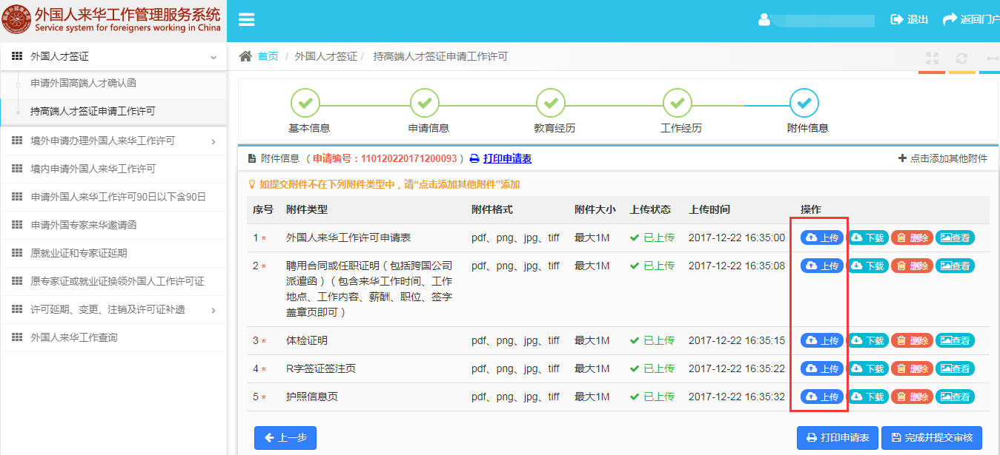 外国人来华工作管理服务系统
Service system for foreigners working in China
退出 返回门户
外国人才签证
申请外国高端人才确认函
持高端人才签证申请工作许可
境外申请办理外国人来华工作许可
境内申请外国人来华工作许可
申请外国人来华工作许可90日以下含90日
申请外国专家来华邀请函
原就业证和专家证延期
原专家证或就业证换领外国人工作许可证
许可延期、变更、注销及许可证补遗
外国人来华工作查询
首页 / 外国人才签证 / 持高端人才签证申请工作许可
基本信息 申请信息 教育经历 工作经历 附件信息
附件信息 （申请编号：110120220171200093） 打印申请表 点击添加其他附件
如提交附件不在下列附件类型中，请“点击添加其他附件”添加
序号 附件类型 附件格式 附件大小 上传状态 上传时间 操作
1 * 外国人来华工作许可申请表 pdf、png、jpg、tiff 最大1M 已上传 2017-12-22 16:35:00 上传 下载 删除 查看
2 * 聘用合同或任职证明（包括跨国公司 pdf、png、jpg、tiff 最大1M 已上传 2017-12-22 16:35:08 上传 下载 删除 查看
派遣函）（包含来华工作时间、工作
地点、工作内容、薪酬、职位、签字
盖章页即可）
3 * 体检证明 pdf、png、jpg、tiff 最大1M 已上传 2017-12-22 16:35:15 上传 下载 删除 查看
4 * R字签证签注页 pdf、png、jpg、tiff 最大1M 已上传 2017-12-22 16:35:22 上传 下载 删除 查看
5 * 护照信息页 pdf、png、jpg、tiff 最大1M 已上传 2017-12-22 16:35:32 上传 下载 删除 查看
上一步 打印申请表 完成并提交审核